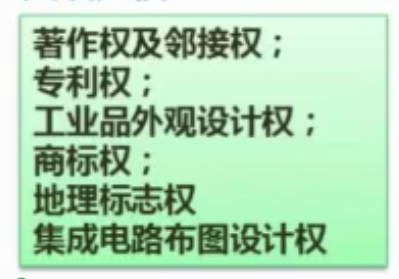 著作权及邻接权；
专利权；
工业品外观设计权；
商标权；
地理标志权
集成电路布图设计权